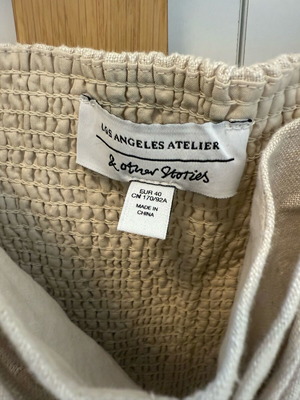 LOS ANGELES ATELIER
& other Stories
EUR 40
CN 170/92A
MADE IN
CHINA